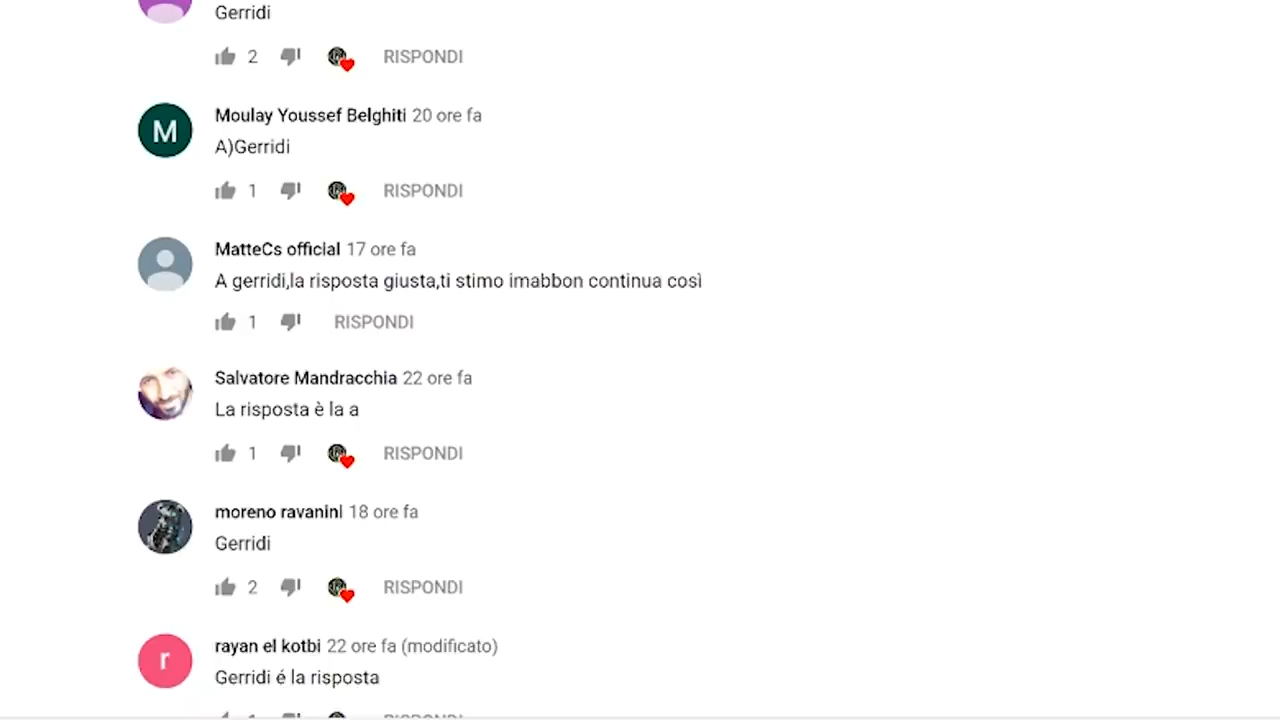 Gerridi
2 RISPONDI
M
Moulay Youssef Belghiti 20 ore fa
A)Gerridi
1 RISPONDI
MatteCs official 17 ore fa
A gerridi,la risposta giusta,ti stimo imabbon continua così
1 RISPONDI
Salvatore Mandracchia 22 ore fa
La risposta è la a
1 RISPONDI
moreno ravanini 18 ore fa
Gerridi
2 RISPONDI
r
rayan el kotbi 22 ore fa (modificato)
Gerridi é la risposta